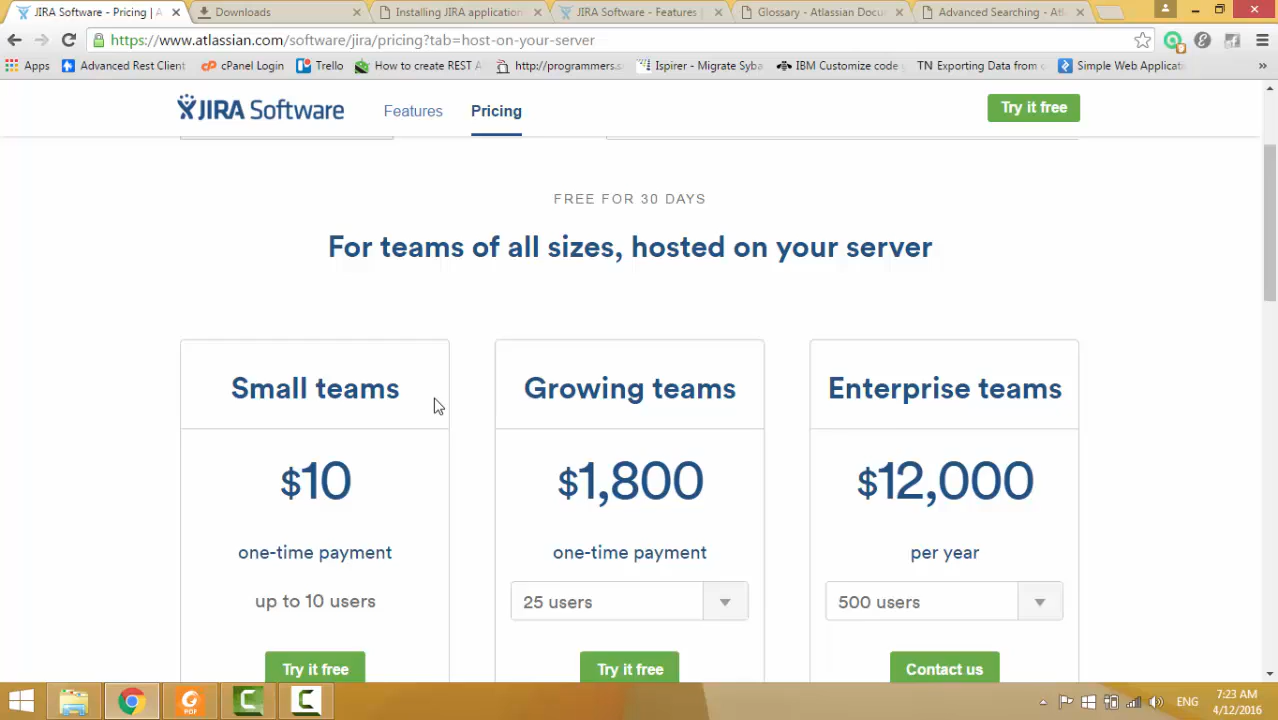 JIRA Software - Pricing | A
Downloads
Installing JIRA application
JIRA Software - Features |
Glossary - Atlassian Docu
Advanced Searching - Atl
https://www.atlassian.com/software/jira/pricing?tab=host-on-your-server
Apps
Advanced Rest Client
cPanel Login
Trello
How to create REST A
http://programmers.s
Ispirer - Migrate Syba
IBM Customize code
TN Exporting Data from
Simple Web Applicat
»
JIRA Software
Features
Pricing
Try it free
FREE FOR 30 DAYS
For teams of all sizes, hosted on your server
Small teams
Growing teams
Enterprise teams
$10
$1,800
$12,000
one-time payment
one-time payment
per year
up to 10 users
25 users
500 users
Try it free
Try it free
Contact us
PDF
ENG
7:23 AM
4/12/2016